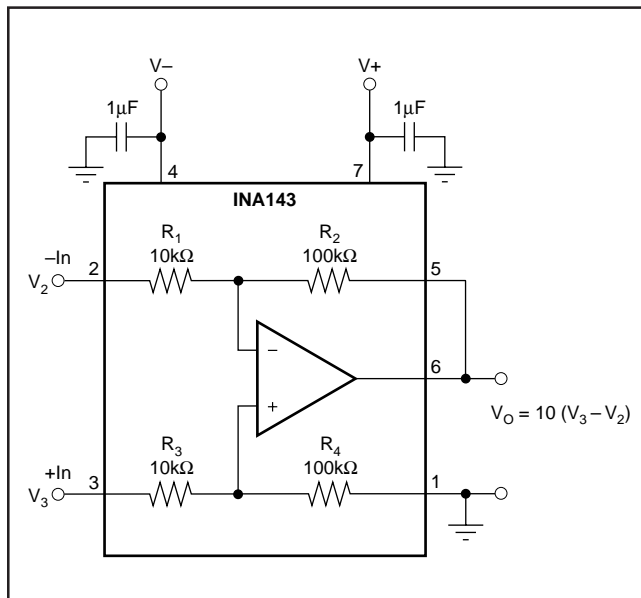 V– V+
1µF 1µF
4 7
INA143
R1 R2
10kΩ 100kΩ
–In
2 5
V2
–
6
+
VO = 10 (V3 – V2)
R3 R4
+In 10kΩ 100kΩ
3 1
V3